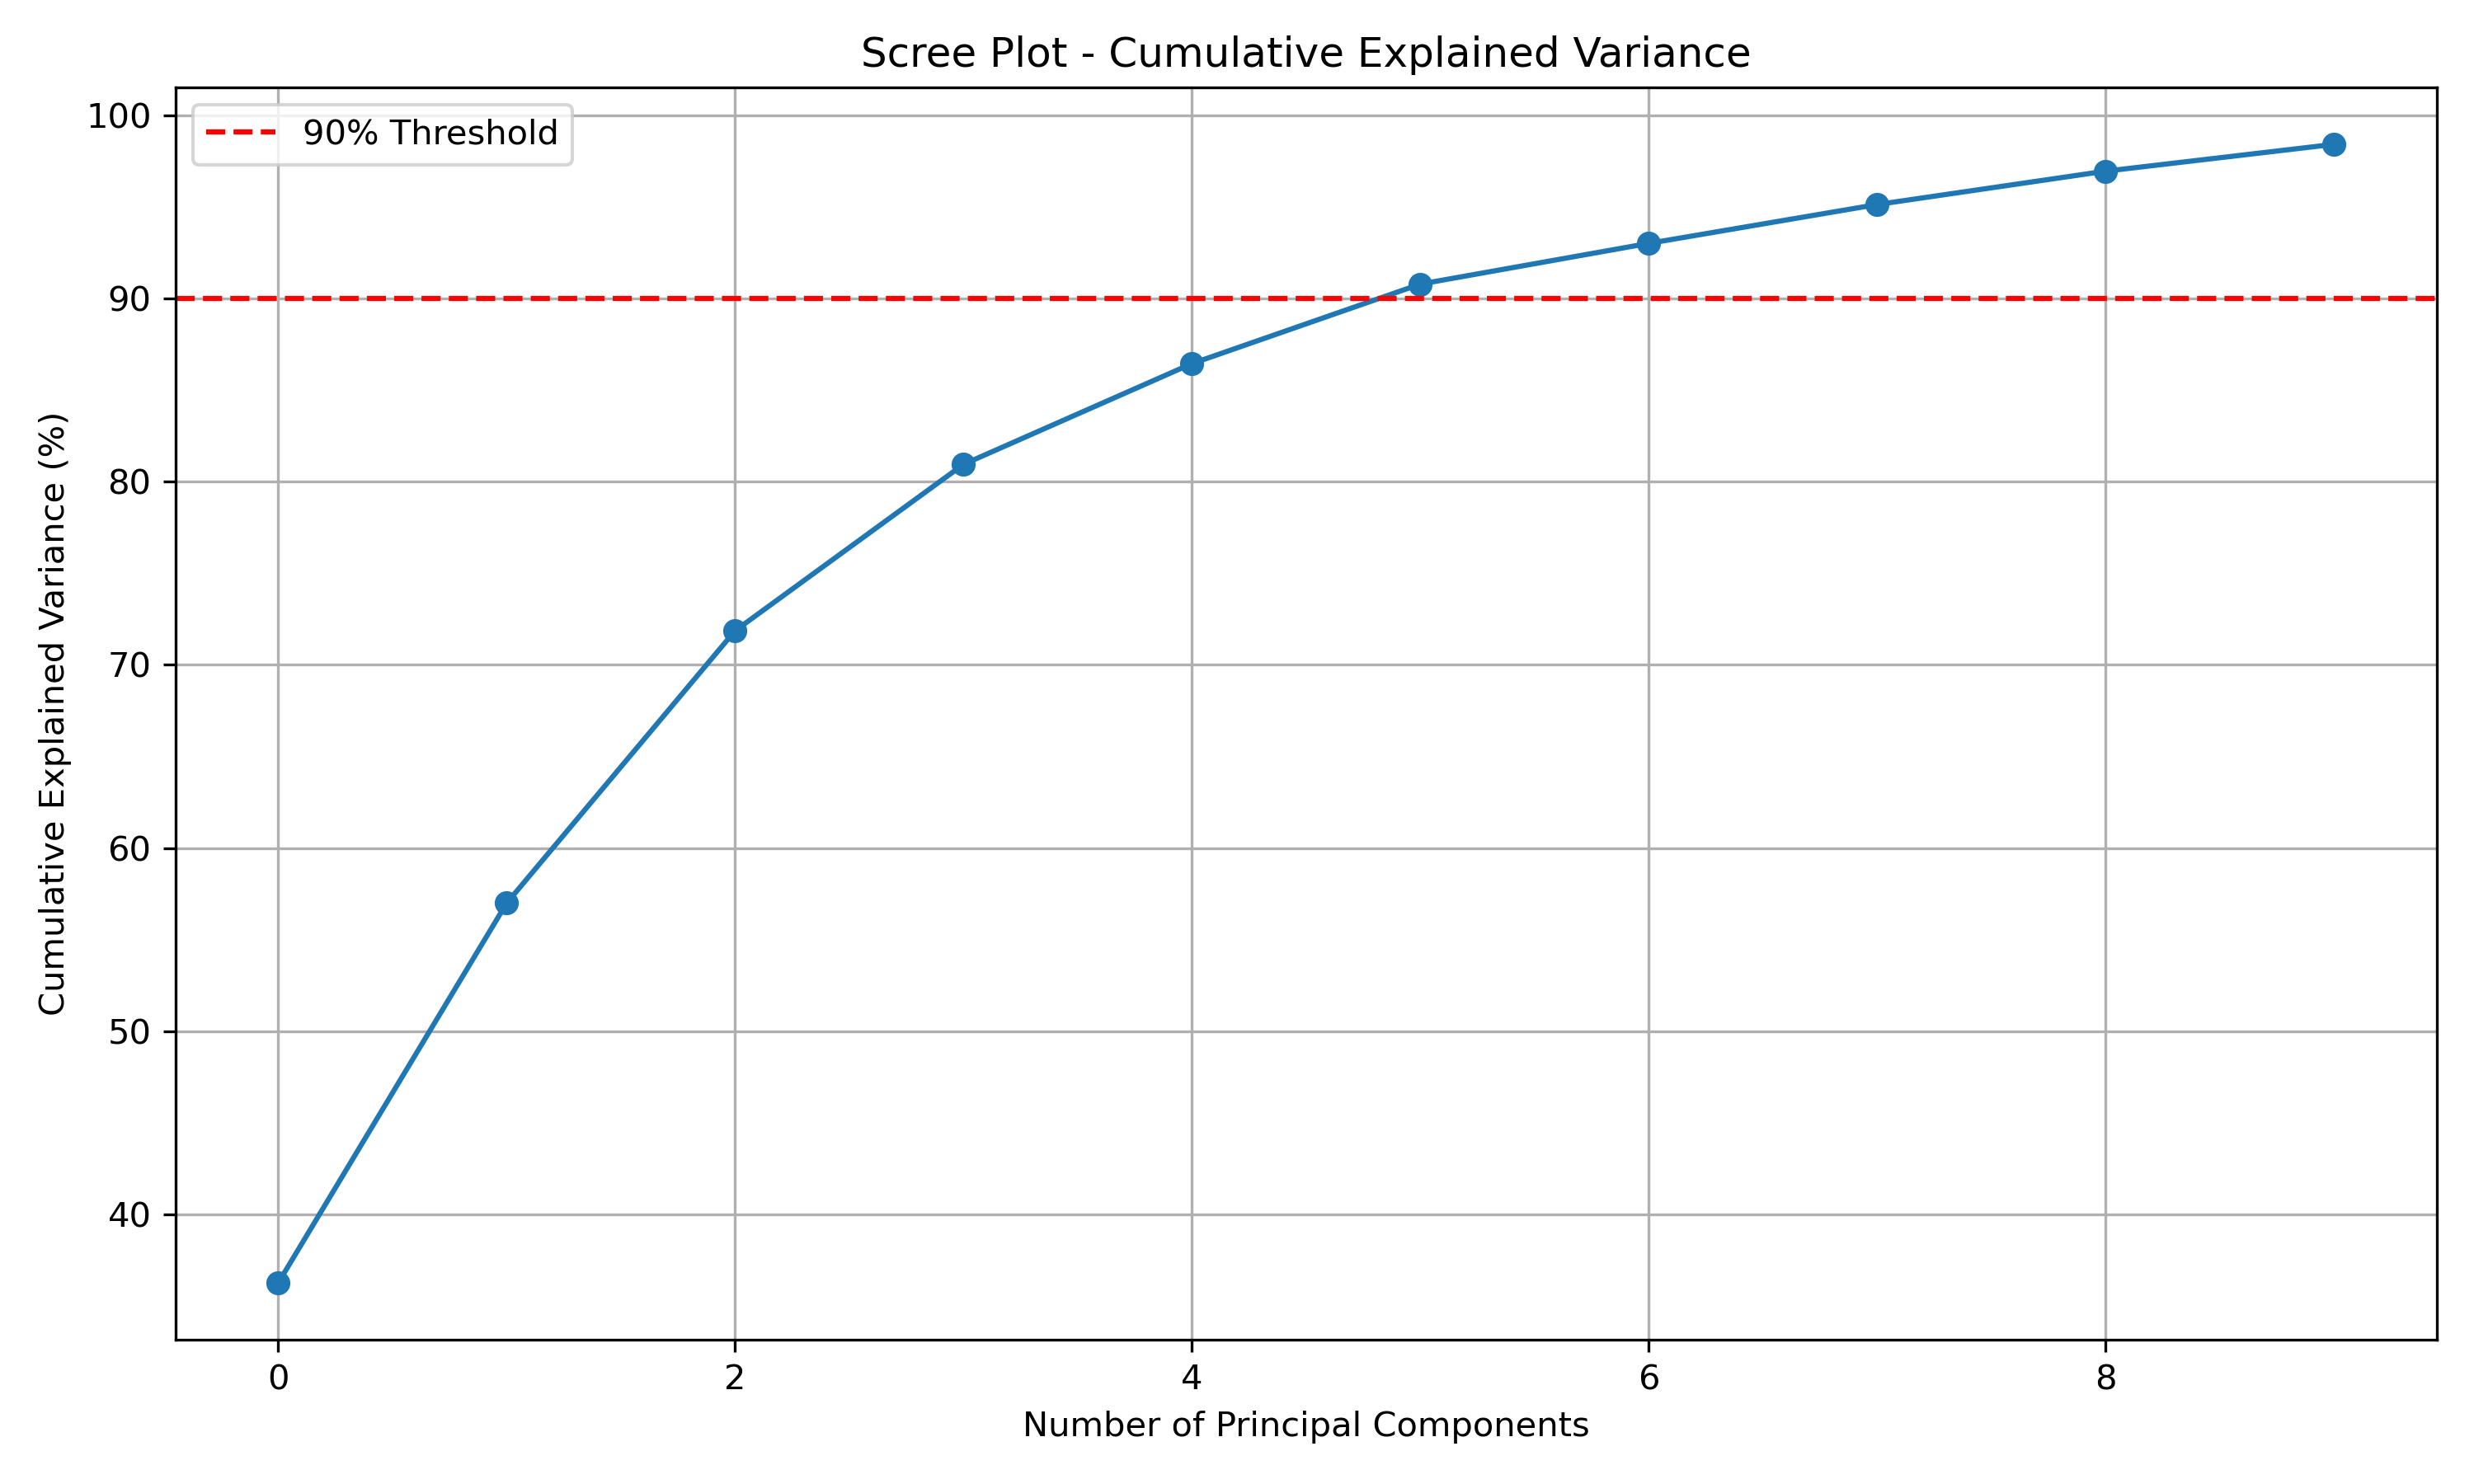 Scree Plot - Cumulative Explained Variance
90% Threshold
Cumulative Explained Variance (%)
100
90
80
70
60
50
40
0 2 4 6 8
Number of Principal Components